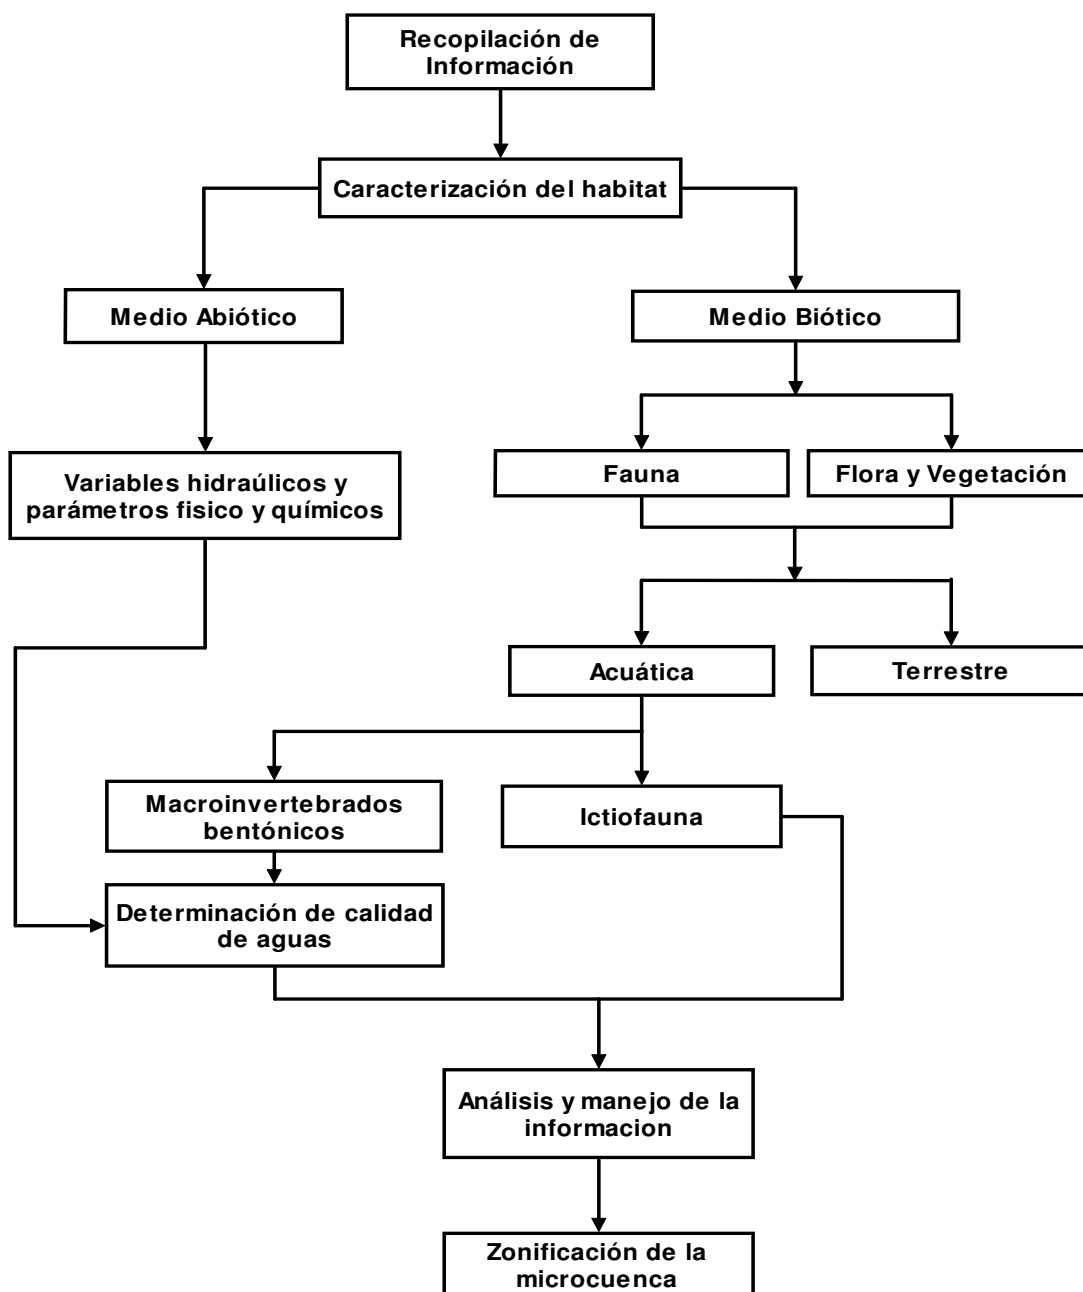 Recopilación de
Información
Caracterización del habitat
Medio Abiótico
Medio Biótico
Variables hidraúlicos y
parámetros fisico y químicos
Fauna
Flora y Vegetación
Acuática
Terrestre
Macroinvertebrados
bentónicos
Ictiofauna
Determinación de calidad
de aguas
Análisis y manejo de la
informacion
Zonificación de la
microcuenca